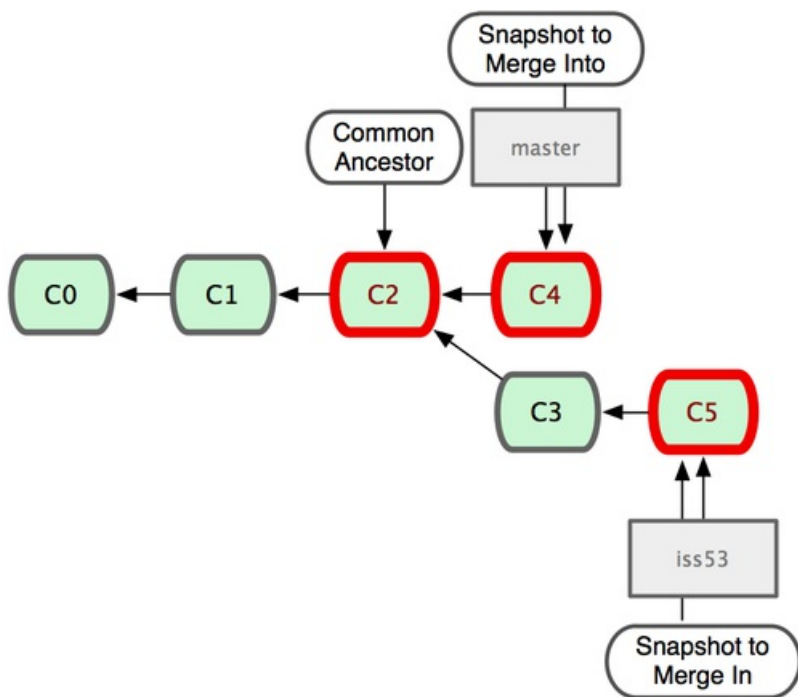 Snapshot to
Merge Into
Common
Ancestor
master
C0
C1
C2
C4
C3
C5
iss53
Snapshot to
Merge In